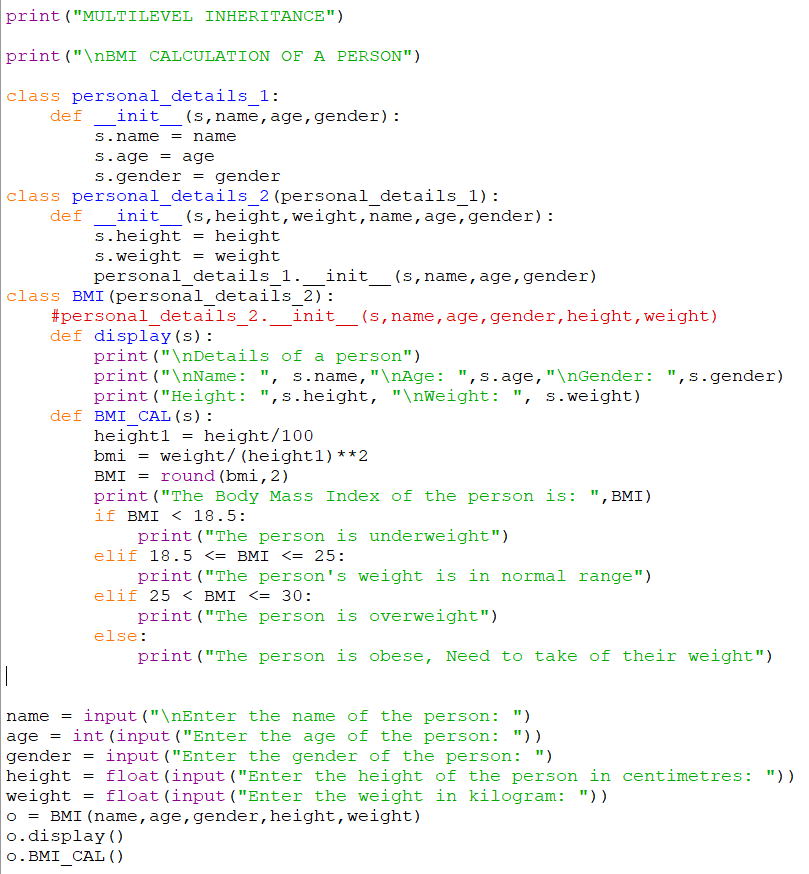 print("MULTILEVEL INHERITANCE")

print("\nBMI CALCULATION OF A PERSON")

class personal_details_1:
    def __init__(s,name,age,gender):
        s.name = name
        s.age = age
        s.gender = gender
class personal_details_2(personal_details_1):
    def __init__(s,height,weight,name,age,gender):
        s.height = height
        s.weight = weight
        personal_details_1.__init__(s,name,age,gender)
class BMI(personal_details_2):
    #personal_details_2.__init__(s,name,age,gender,height,weight)
    def display(s):
        print("\nDetails of a person")
        print("\nName: ", s.name,"\nAge: ",s.age,"\nGender: ",s.gender)
        print("Height: ",s.height, "\nWeight: ", s.weight)
    def BMI_CAL(s):
        height1 = height/100
        bmi = weight/(height1)**2
        BMI = round(bmi,2)
        print("The Body Mass Index of the person is: ",BMI)
        if BMI < 18.5:
            print("The person is underweight")
        elif 18.5 <= BMI <= 25:
            print("The person's weight is in normal range")
        elif 25 < BMI <= 30:
            print("The person is overweight")
        else:
            print("The person is obese, Need to take of their weight")

name = input("\nEnter the name of the person: ")
age = int(input("Enter the age of the person: "))
gender = input("Enter the gender of the person: ")
height = float(input("Enter the height of the person in centimetres: "))
weight = float(input("Enter the weight in kilogram: "))
o = BMI(name,age,gender,height,weight)
o.display()
o.BMI_CAL()